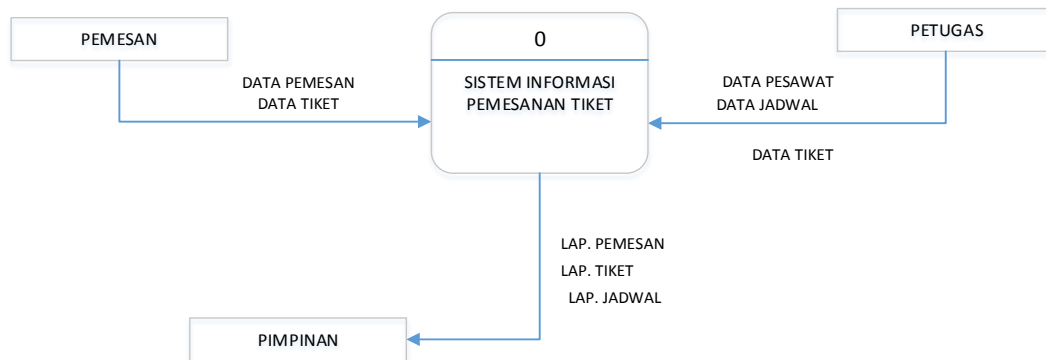 PEMESAN
0
PETUGAS
DATA PEMESAN
DATA TIKET
SISTEM INFORMASI
PEMESANAN TIKET
DATA PESAWAT
DATA JADWAL
DATA TIKET
LAP. PEMESAN
LAP. TIKET
LAP. JADWAL
PIMPINAN